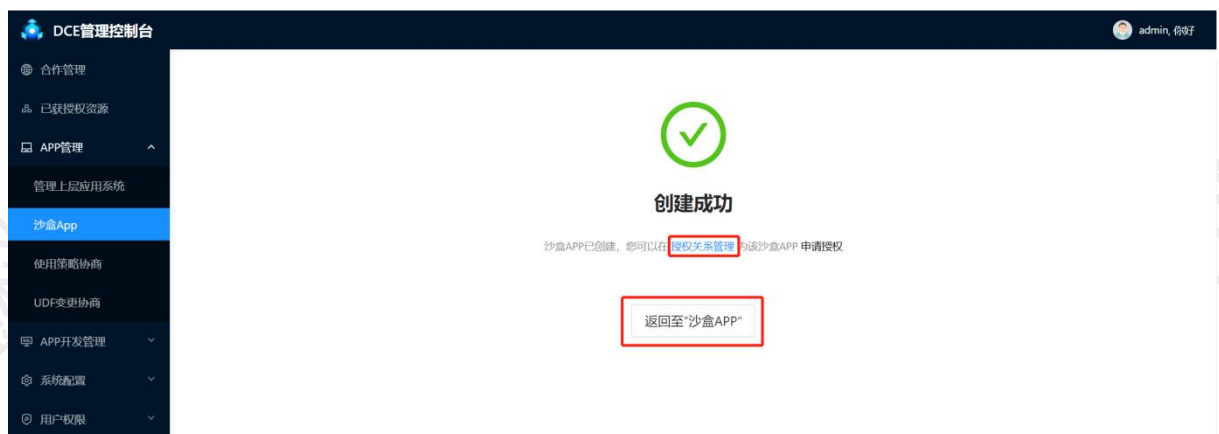 DCE管理控制台
admin, 你好
合作管理
已获授权资源
APP管理
管理上层应用系统
沙盒App
使用策略协商
UDF变更协商
APP开发管理
系统配置
用户权限
创建成功
沙盒APP已创建，您可以在 授权关系管理 为该沙盒APP 申请授权
返回至“沙盒APP”